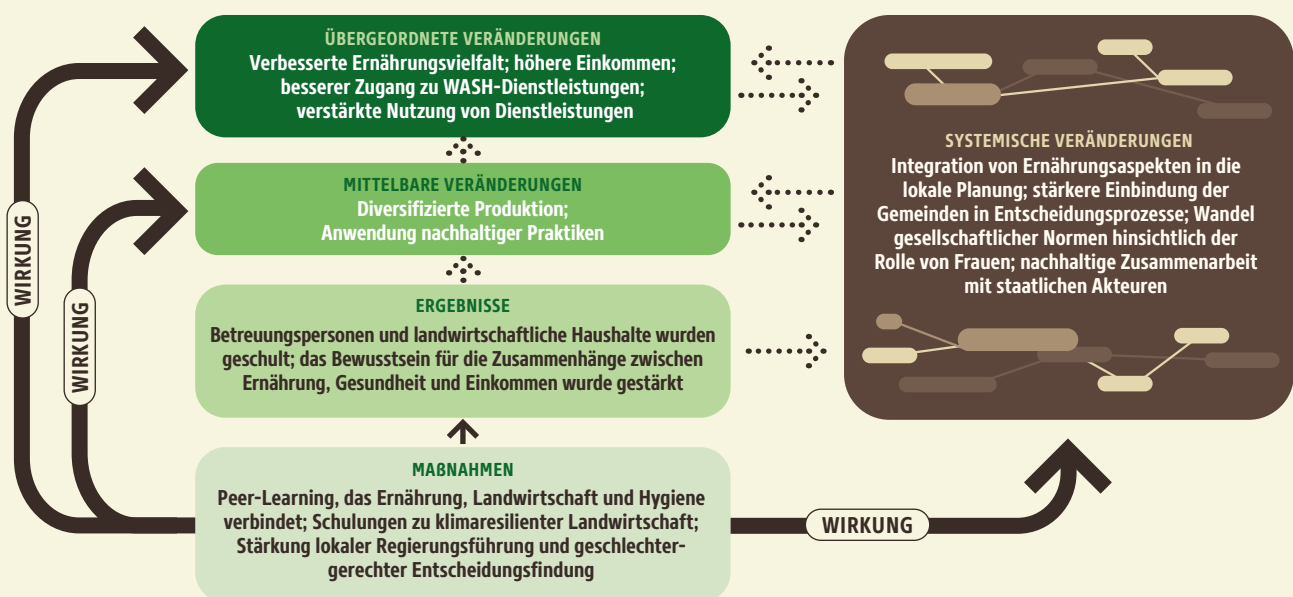 ÜBERGEORDNETE VERÄNDERUNGEN
Verbesserte Ernährungsvielfalt; höhere Einkommen;
besserer Zugang zu WASH-Dienstleistungen;
verstärkte Nutzung von Dienstleistungen
MITTELBARE VERÄNDERUNGEN
Diversifizierte Produktion;
Anwendung nachhaltiger Praktiken
ERGEBNISSE
Betreuungspersonen und landwirtschaftliche Haushalte wurden
geschult; das Bewusstsein für die Zusammenhänge zwischen
Ernährung, Gesundheit und Einkommen wurde gestärkt
MAßNAHMEN
Peer-Learning, das Ernährung, Landwirtschaft und Hygiene
verbindet; Schulungen zu klimaresilienter Landwirtschaft;
Stärkung lokaler Regierungsführung und geschlechter-
gerechter Entscheidungsfindung
WIRKUNG
WIRKUNG
WIRKUNG
SYSTEMISCHE VERÄNDERUNGEN
Integration von Ernährungsaspekten in die
lokale Planung; stärkere Einbindung der
Gemeinden in Entscheidungsprozesse; Wandel
gesellschaftlicher Normen hinsichtlich der
Rolle von Frauen; nachhaltige Zusammenarbeit
mit staatlichen Akteuren